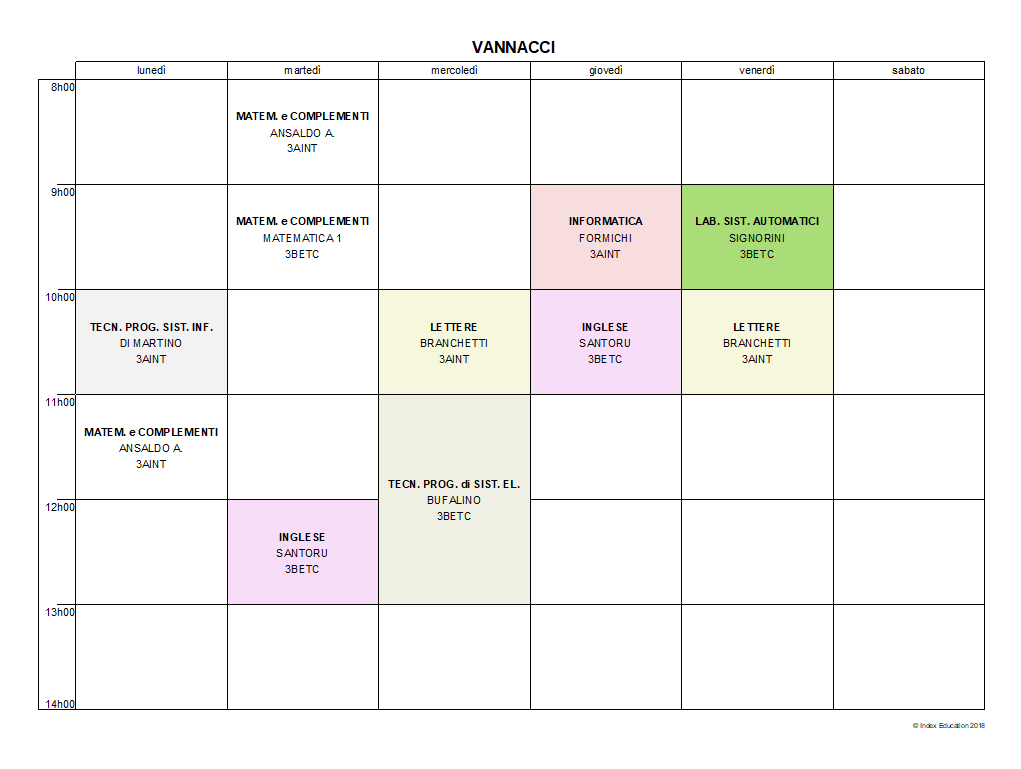 VANNACCI
lunedì martedì mercoledì giovedì venerdì sabato
8h00
MATEM. e COMPLEMENTI
ANSALDO A.
3AINT
9h00
MATEM. e COMPLEMENTI
MATEMATICA 1
3BETC
INFORMATICA
FORMICHI
3AINT
LAB. SIST. AUTOMATICI
SIGNORINI
3BETC
10h00
TECN. PROG. SIST. INF.
DI MARTINO
3AINT
LETTERE
BRANCHETTI
3AINT
INGLESE
SANTORU
3BETC
LETTERE
BRANCHETTI
3AINT
11h00
MATEM. e COMPLEMENTI
ANSALDO A.
3AINT
TECN. PROG. di SIST. EL.
BUFALINO
3BETC
12h00
INGLESE
SANTORU
3BETC
13h00
14h00
© Index Education 2018